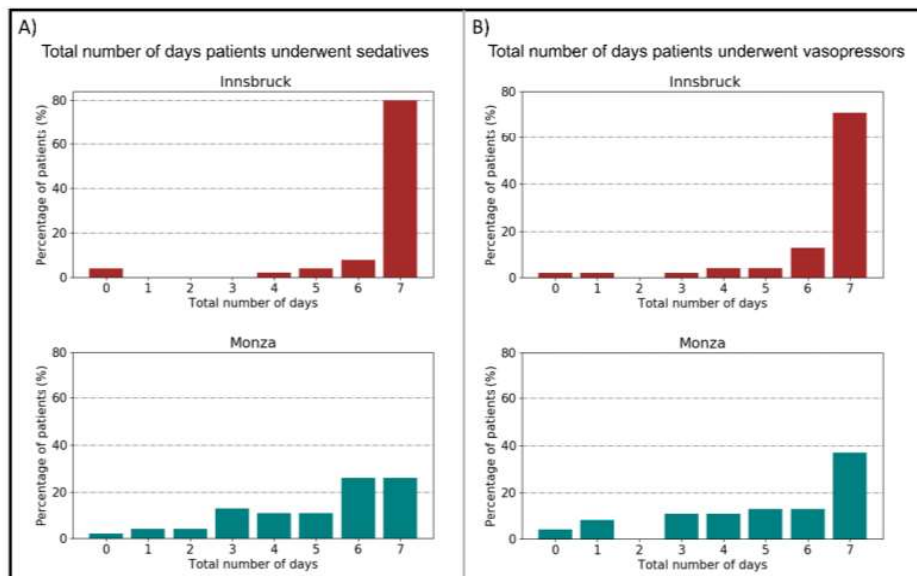 A)
Total number of days patients underwent sedatives
Innsbruck
Percentage of patients (%)
80
60
40
20
0
0 1 2 3 4 5 6 7
Total number of days
Monza
Percentage of patients (%)
80
60
40
20
0
0 1 2 3 4 5 6 7
Total number of days
B)
Total number of days patients underwent vasopressors
Innsbruck
Percentage of patients (%)
80
60
40
20
0
0 1 2 3 4 5 6 7
Total number of days
Monza
Percentage of patients (%)
80
60
40
20
0
0 1 2 3 4 5 6 7
Total number of days